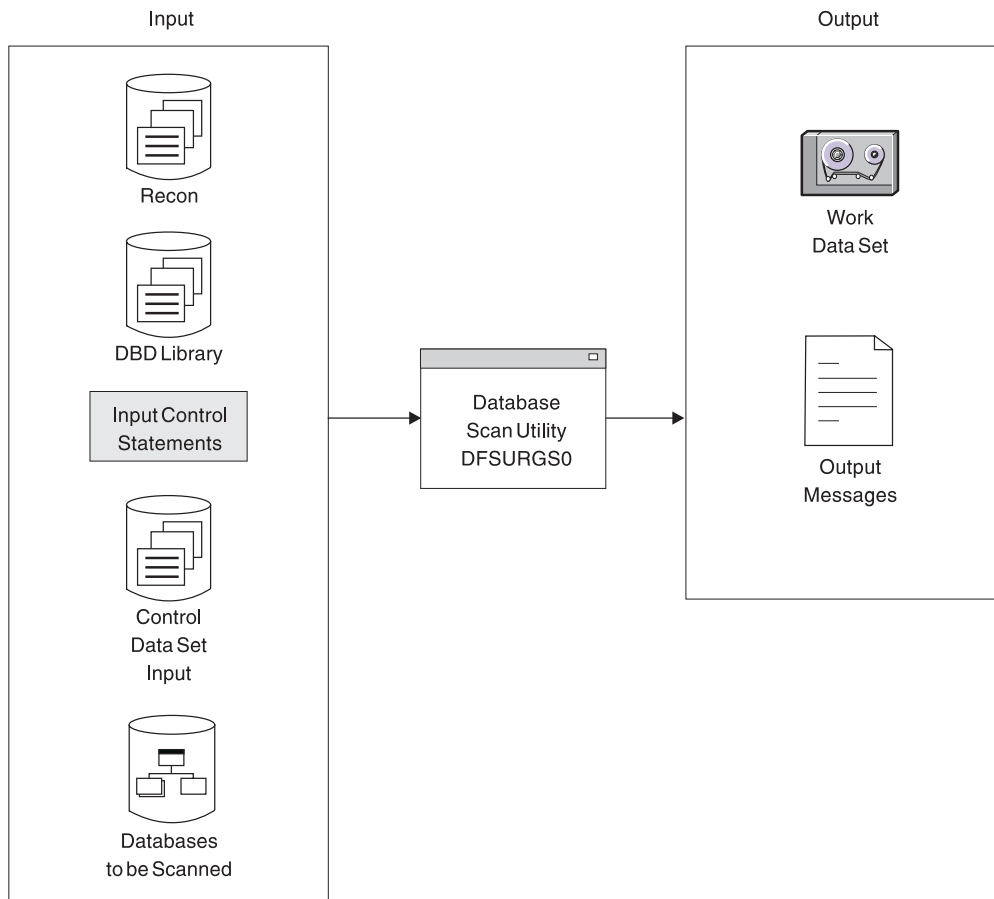 Input
Recon
DBD Library
Input Control
Statements
Control
Data Set
Input
Databases
to be Scanned
Database
Scan Utility
DFSURGS0
Output
Work
Data Set
Output
Messages